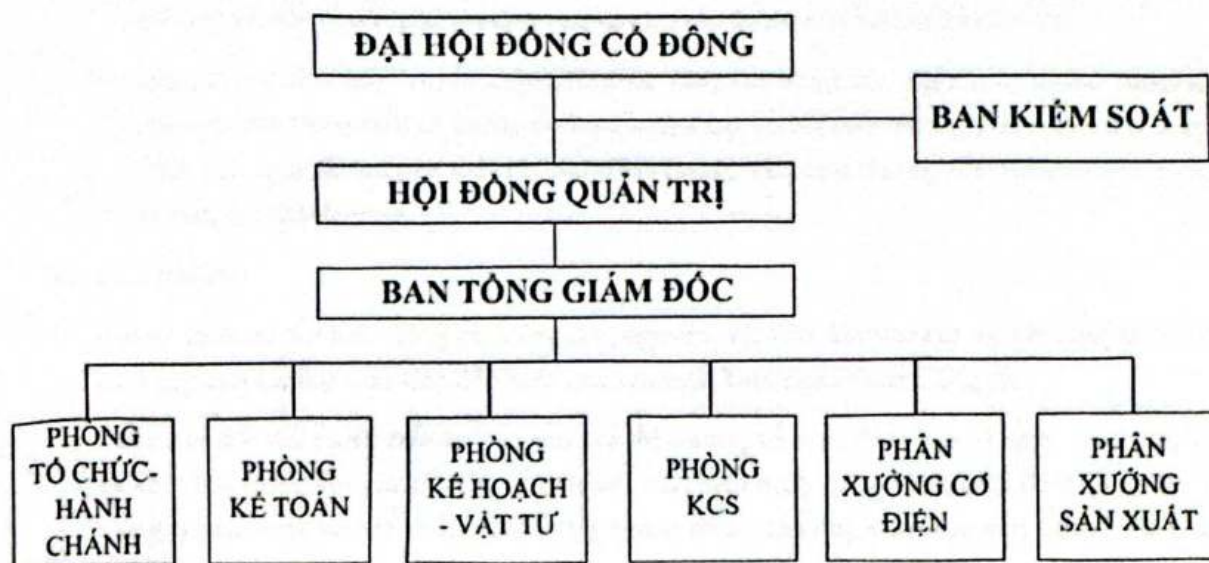 ĐẠI HỘI ĐỒNG CỔ ĐÔNG
BAN KIỂM SOÁT
HỘI ĐỒNG QUẢN TRỊ
BAN TỔNG GIÁM ĐỐC
PHÒNG
TỔ CHỨC-
HÀNH
CHÁNH
PHÒNG
KẾ TOÁN
PHÒNG
KẾ HOẠCH
- VẬT TƯ
PHÒNG
KCS
PHÂN
XƯỞNG CƠ
ĐIỆN
PHÂN
XƯỞNG
SẢN XUẤT